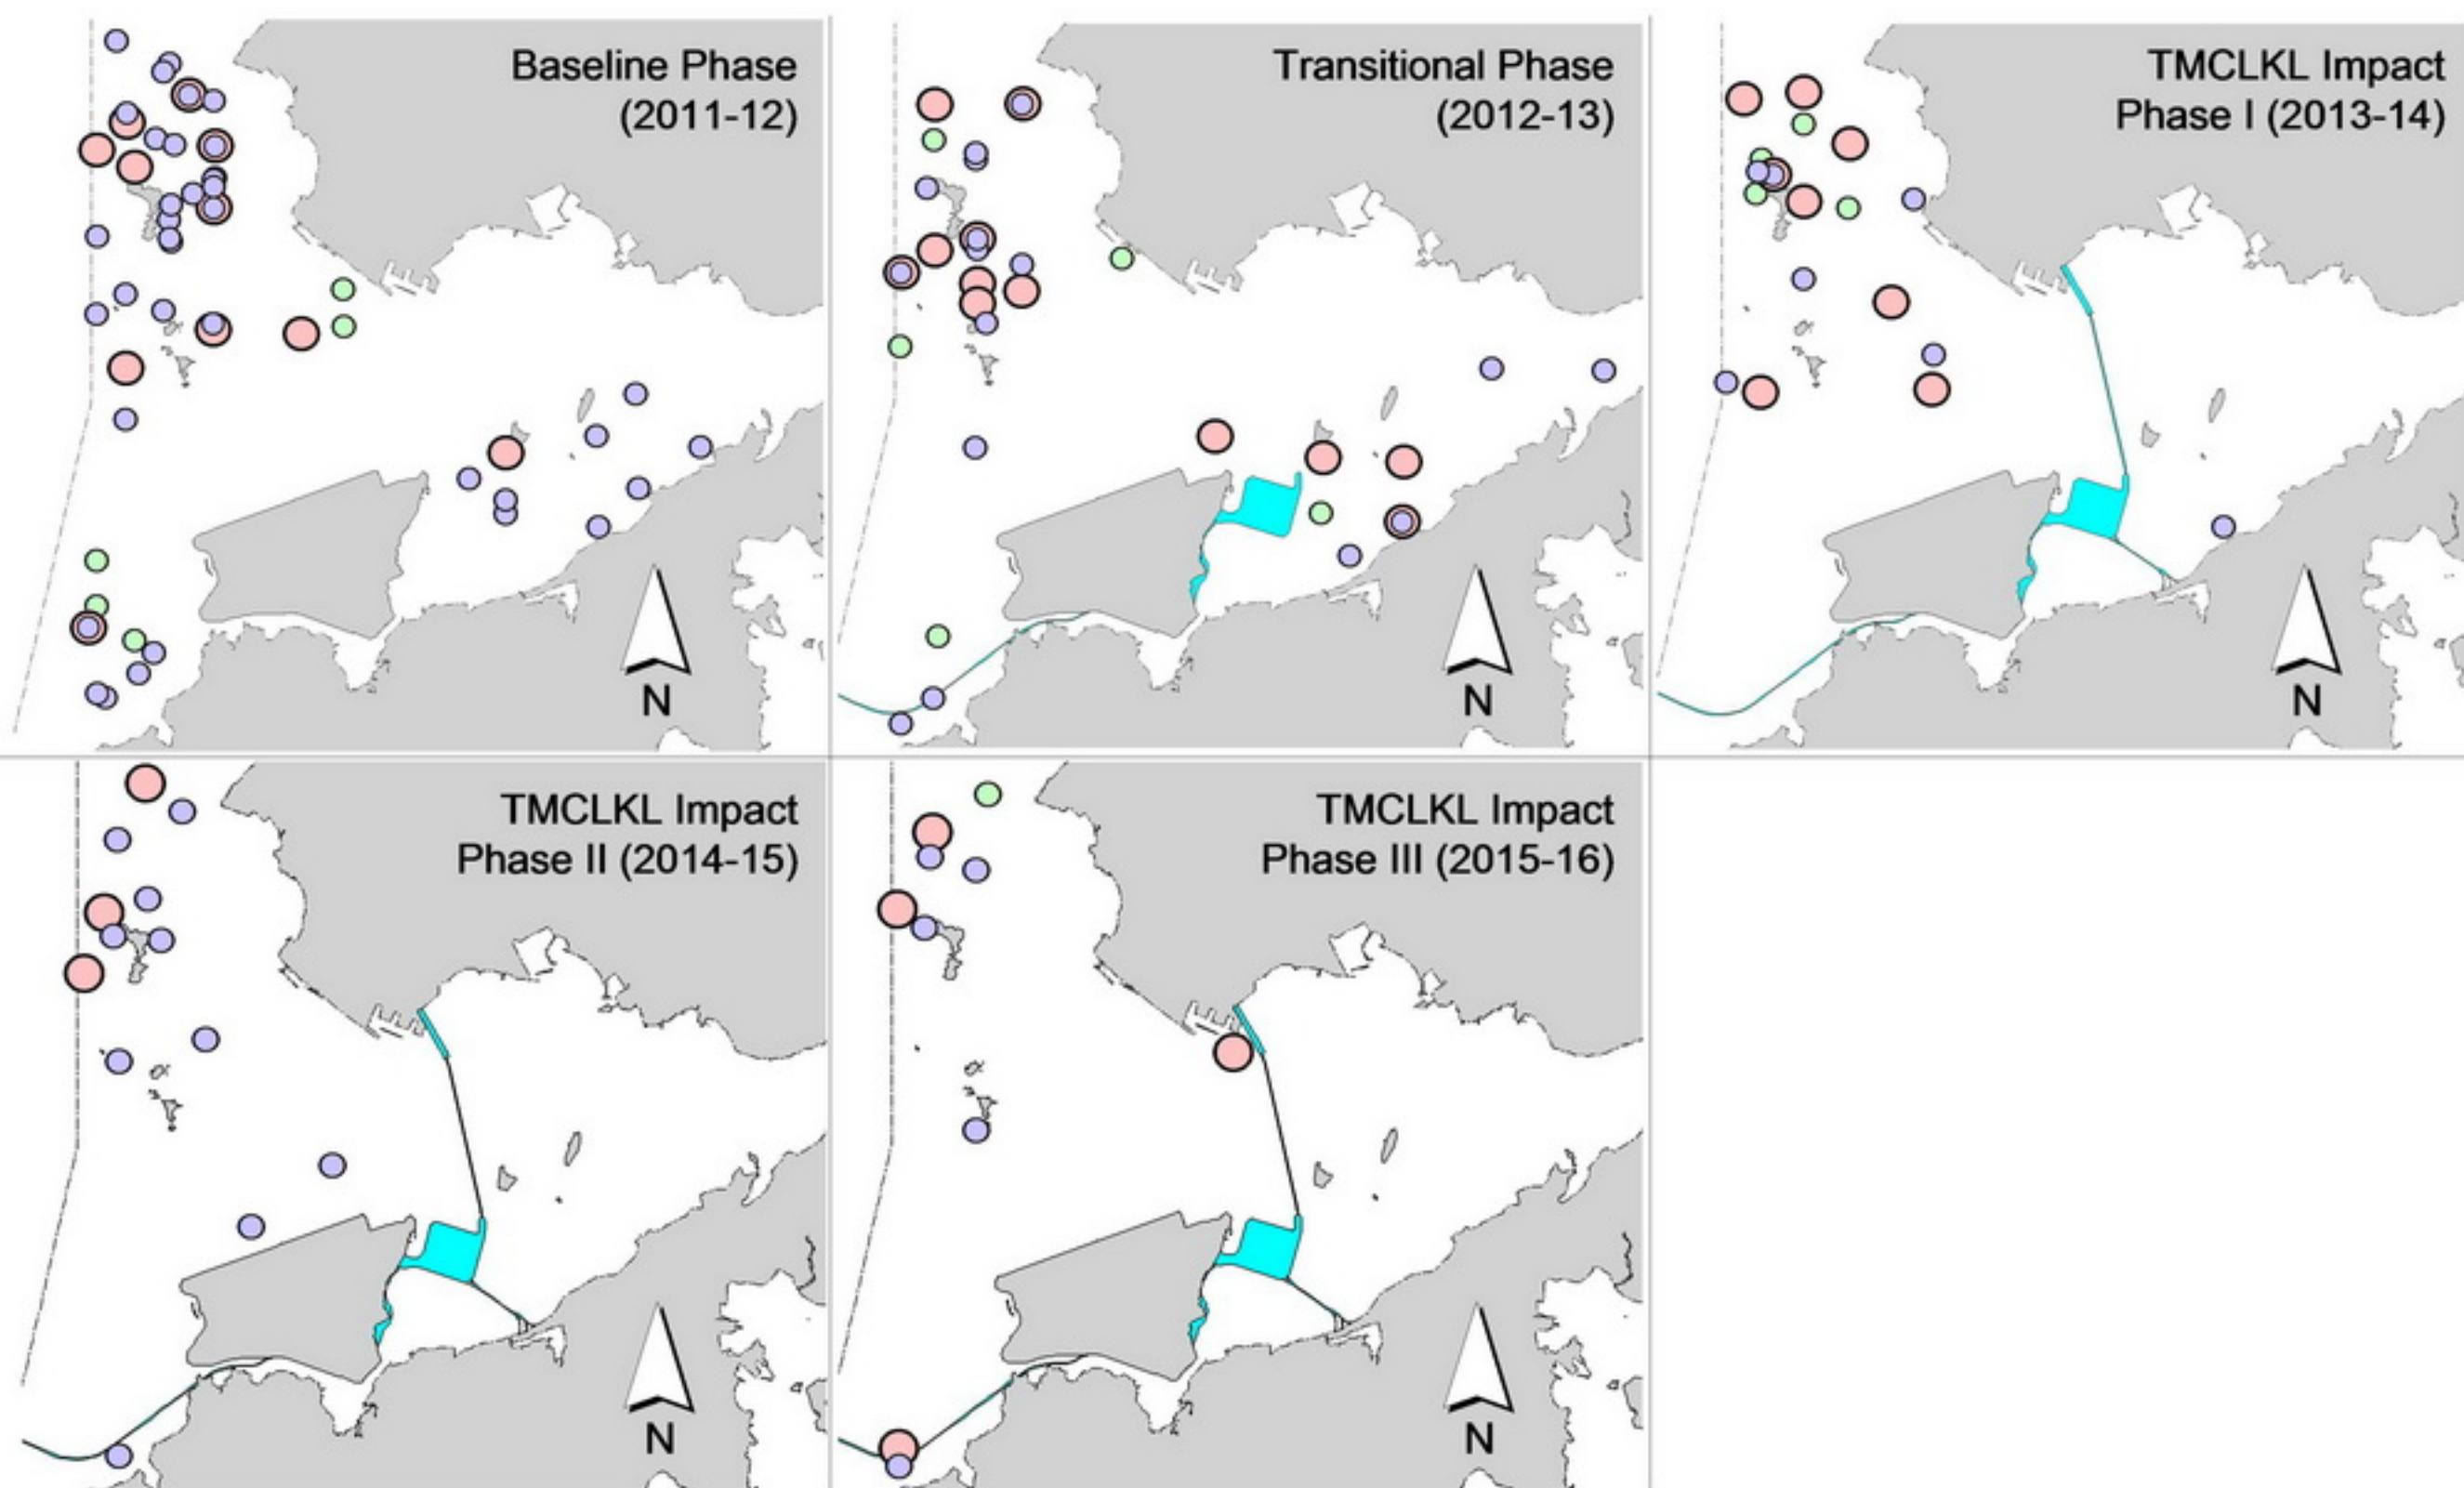 Baseline Phase
(2011-12)
N
Transitional Phase
(2012-13)
N
TMCLKL Impact
Phase I (2013-14)
N
TMCLKL Impact
Phase II (2014-15)
N
TMCLKL Impact
Phase III (2015-16)
N